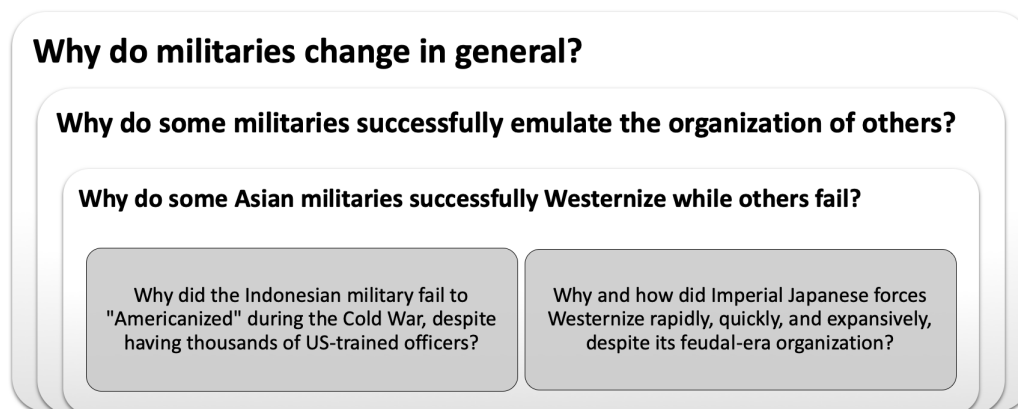 Why do militaries change in general?
Why do some militaries successfully emulate the organization of others?
Why do some Asian militaries successfully Westernize while others fail?
Why did the Indonesian military fail to
"Americanized" during the Cold War, despite
having thousands of US-trained officers?
Why and how did Imperial Japanese forces
Westernize rapidly, quickly, and expansively,
despite its feudal-era organization?